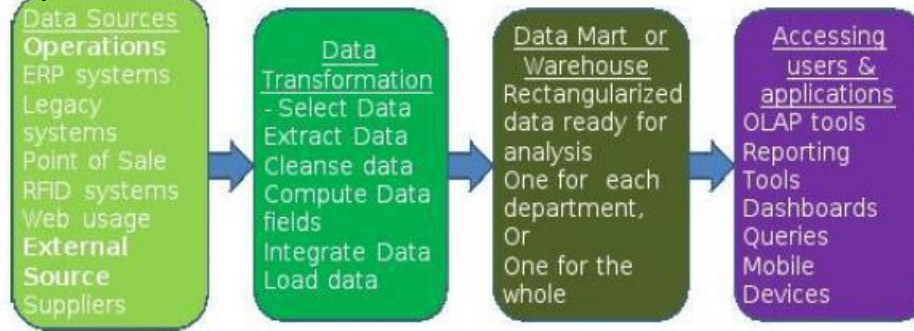 Data Sources
Operations
ERP systems
Legacy
systems
Point of Sale
RFID systems
Web usage
External
Source
Suppliers
Data
Transformation
- Select Data
Extract Data
Cleanse data
Compute Data
fields
Integrate Data
Load data
Data Mart or
Warehouse
Rectangularized
data ready for
analysis
One for each
department,
Or
One for the
whole
Accessing
users &
applications
OLAP tools
Reporting
Tools
Dashboards
Queries
Mobile
Devices